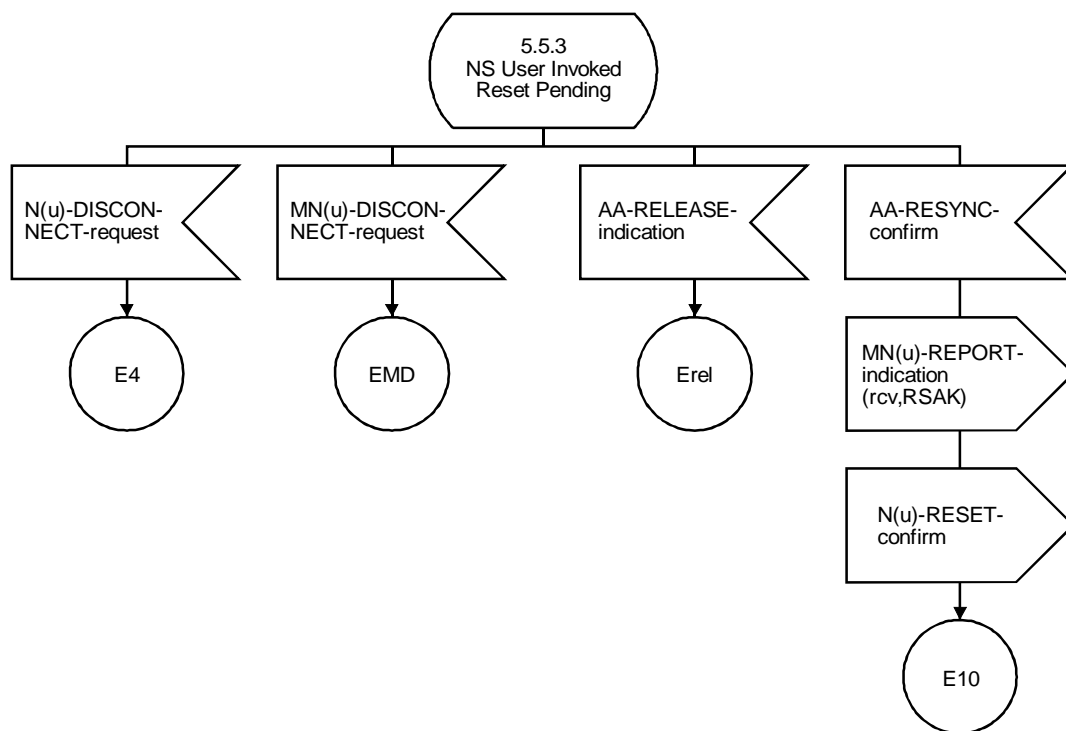 5.5.3
NS User Invoked
Reset Pending
N(u)-DISCON-
NECT-request
MN(u)-DISCON-
NECT-request
AA-RELEASE-
indication
AA-RESYNC-
confirm
E4
EMD
Erel
MN(u)-REPORT-
indication
(rcv,RSAK)
N(u)-RESET-
confirm
E10